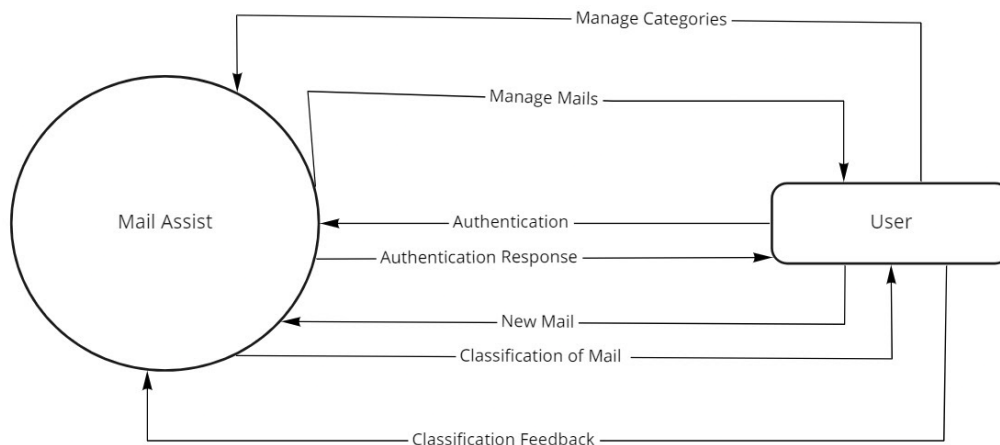 Manage Categories
Manage Mails
Mail Assist
Authentication
User
Authentication Response
New Mail
Classification of Mail
Classification Feedback